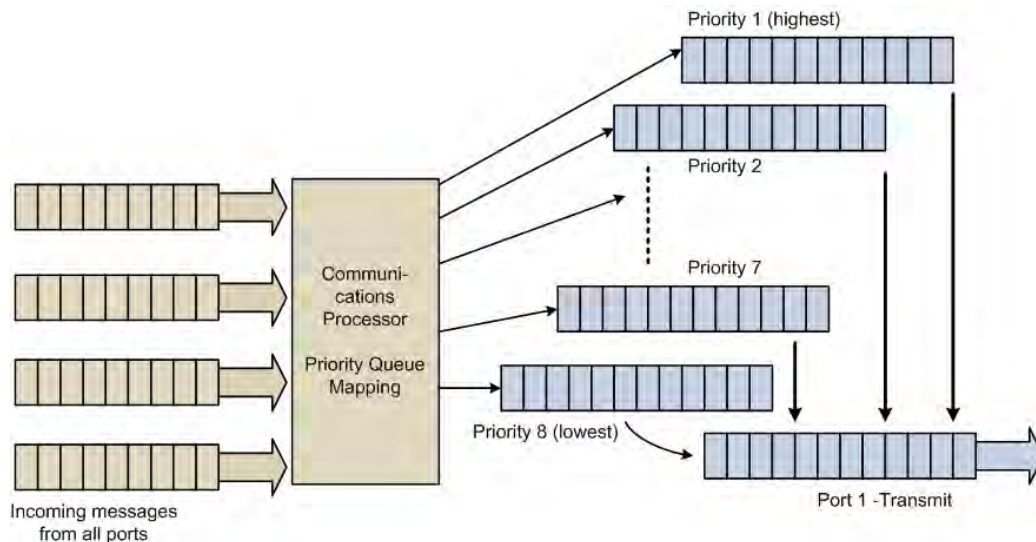 Priority 1 (highest)
Priority 2
Communi-
cations
Processor
Priority Queue
Mapping
Priority 7
Priority 8 (lowest)
Incoming messages
from all ports
Port 1 -Transmit